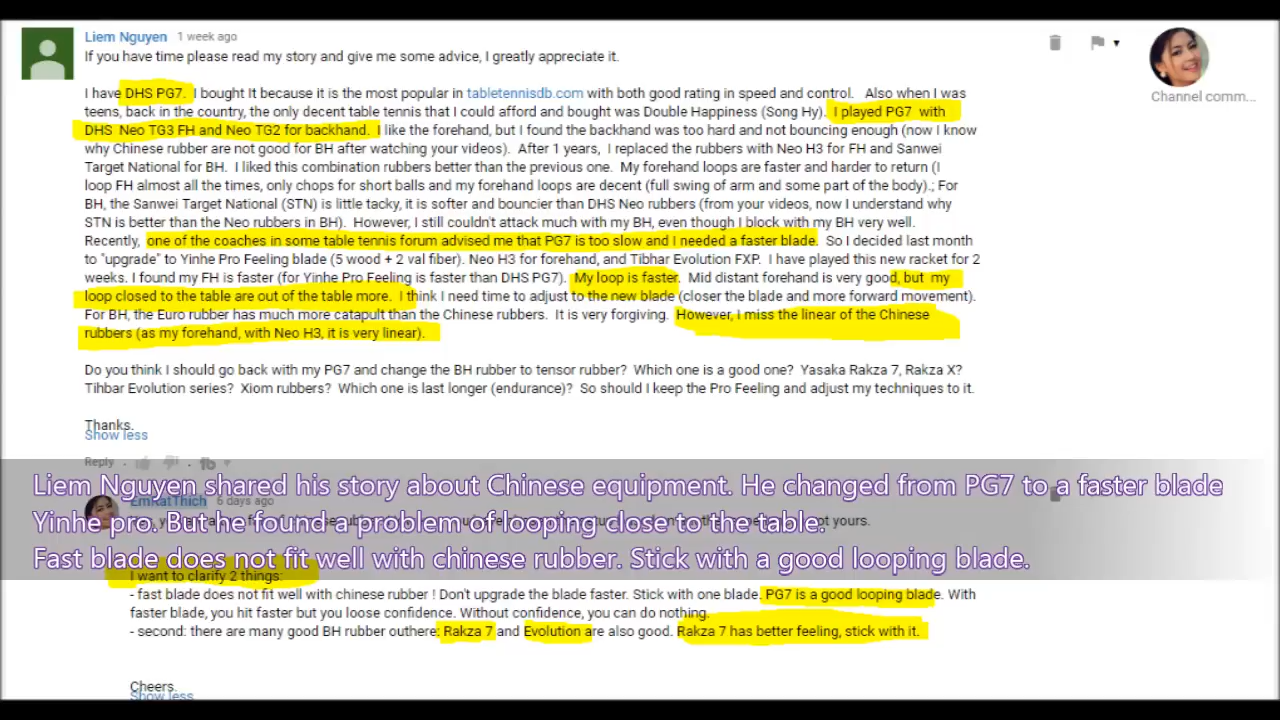 Liem Nguyen 1 week ago
If you have time please read my story and give me some advice, I greatly appreciate it.
I have DHS PG7. I bought It because it is the most popular in tabletennisdb.com with both good rating in speed and control. Also when I was
teens, back in the country, the only decent table tennis that I could afford and bought was Double Happiness (Song Hy). I played PG7 with
DHS Neo TG3 FH and Neo TG2 for backhand. I like the forehand, but I found the backhand was too hard and not bouncing enough (now I know
why Chinese rubber are not good for BH after watching your videos). After 1 years, I replaced the rubbers with Neo H3 for FH and Sanwei
Target National for BH. I liked this combination rubbers better than the previous one. My forehand loops are faster and harder to return (I
loop FH almost all the times, only chops for short balls and my forehand loops are decent (full swing of arm and some part of the body).; For
BH, the Sanwei Target National (STN) is little tacky, it is softer and bouncier than DHS Neo rubbers (from your videos, now I understand why
STN is better than the Neo rubbers in BH). However, I still couldn't attack much with my BH, even though I block with my BH very well.
Recently, one of the coaches in some table tennis forum advised me that PG7 is too slow and I needed a faster blade. So I decided last month
to "upgrade" to Yinhe Pro Feeling blade (5 wood + 2 val fiber). Neo H3 for forehand, and Tibhar Evolution FXP. I have played this new racket for 2
weeks. I found my FH is faster (for Yinhe Pro Feeling is faster than DHS PG7). My loop is faster. Mid distant forehand is very good, but my
loop closed to the table are out of the table more. I think I need time to adjust to the new blade (closer the blade and more forward movement).
For BH, the Euro rubber has much more catapult than the Chinese rubbers. It is very forgiving. However, I miss the linear of the Chinese
rubbers (as my forehand, with Neo H3, it is very linear).
Do you think I should go back with my PG7 and change the BH rubber to tensor rubber? Which one is a good one? Yasaka Rakza 7, Rakza X?
Tihbar Evolution series? Xiom rubbers? Which one is last longer (endurance)? So should I keep the Pro Feeling and adjust my techniques to it.
Thanks.
Show less
Reply
Channel comm...
Liem Nguyen shared his story about Chinese equipment. He changed from PG7 to a faster blade
EmRatThich 6 days ago
Yinhe pro. But he found a problem of looping close to the table.
not yours.
Fast blade does not fit well with chinese rubber. Stick with a good looping blade.
I want to clarify 2 things:
- fast blade does not fit well with chinese rubber ! Don't upgrade the blade faster. Stick with one blade. PG7 is a good looping blade. With
faster blade, you hit faster but you loose confidence. Without confidence, you can do nothing.
- second: there are many good BH rubber outhere: Rakza 7 and Evolution are also good. Rakza 7 has better feeling, stick with it.
Cheers.
Show less